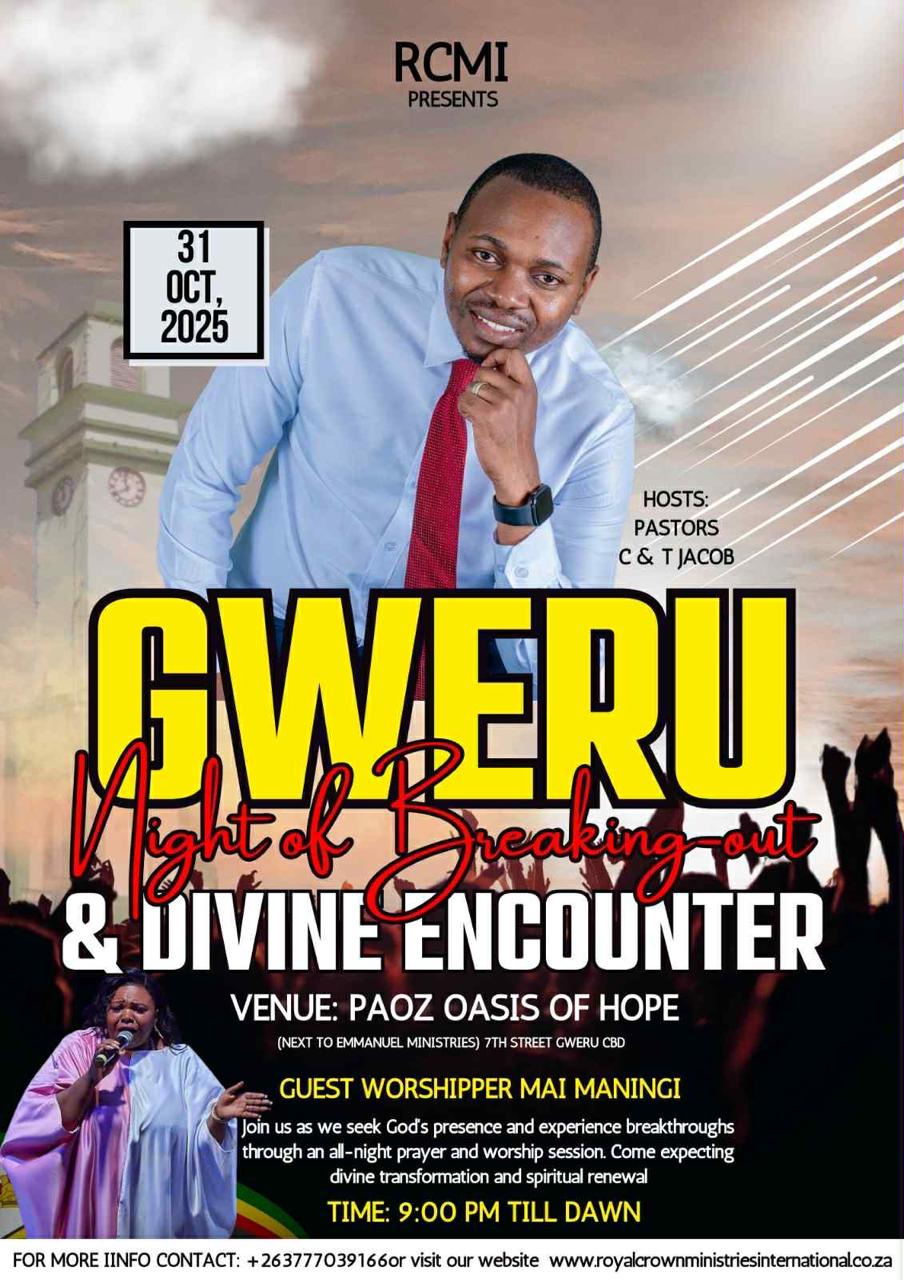 RCMI
PRESENTS
31
OCT,
2025
HOSTS:
PASTORS
C & T JACOB
GWERU
Night of Breaking-out
& DIVINE ENCOUNTER
VENUE: PAOZ OASIS OF HOPE
(NEXT TO EMMANUEL MINISTRIES) 7TH STREET GWERU CBD
GUEST WORSHIPPER MAI MANINGI
Join us as we seek God's presence and experience breakthroughs
through an all-night prayer and worship session. Come expecting
divine transformation and spiritual renewal
TIME: 9:00 PM TILL DAWN
FOR MORE IINFO CONTACT: +263777039166or visit our website www.royalcrownministriesinternational.co.za